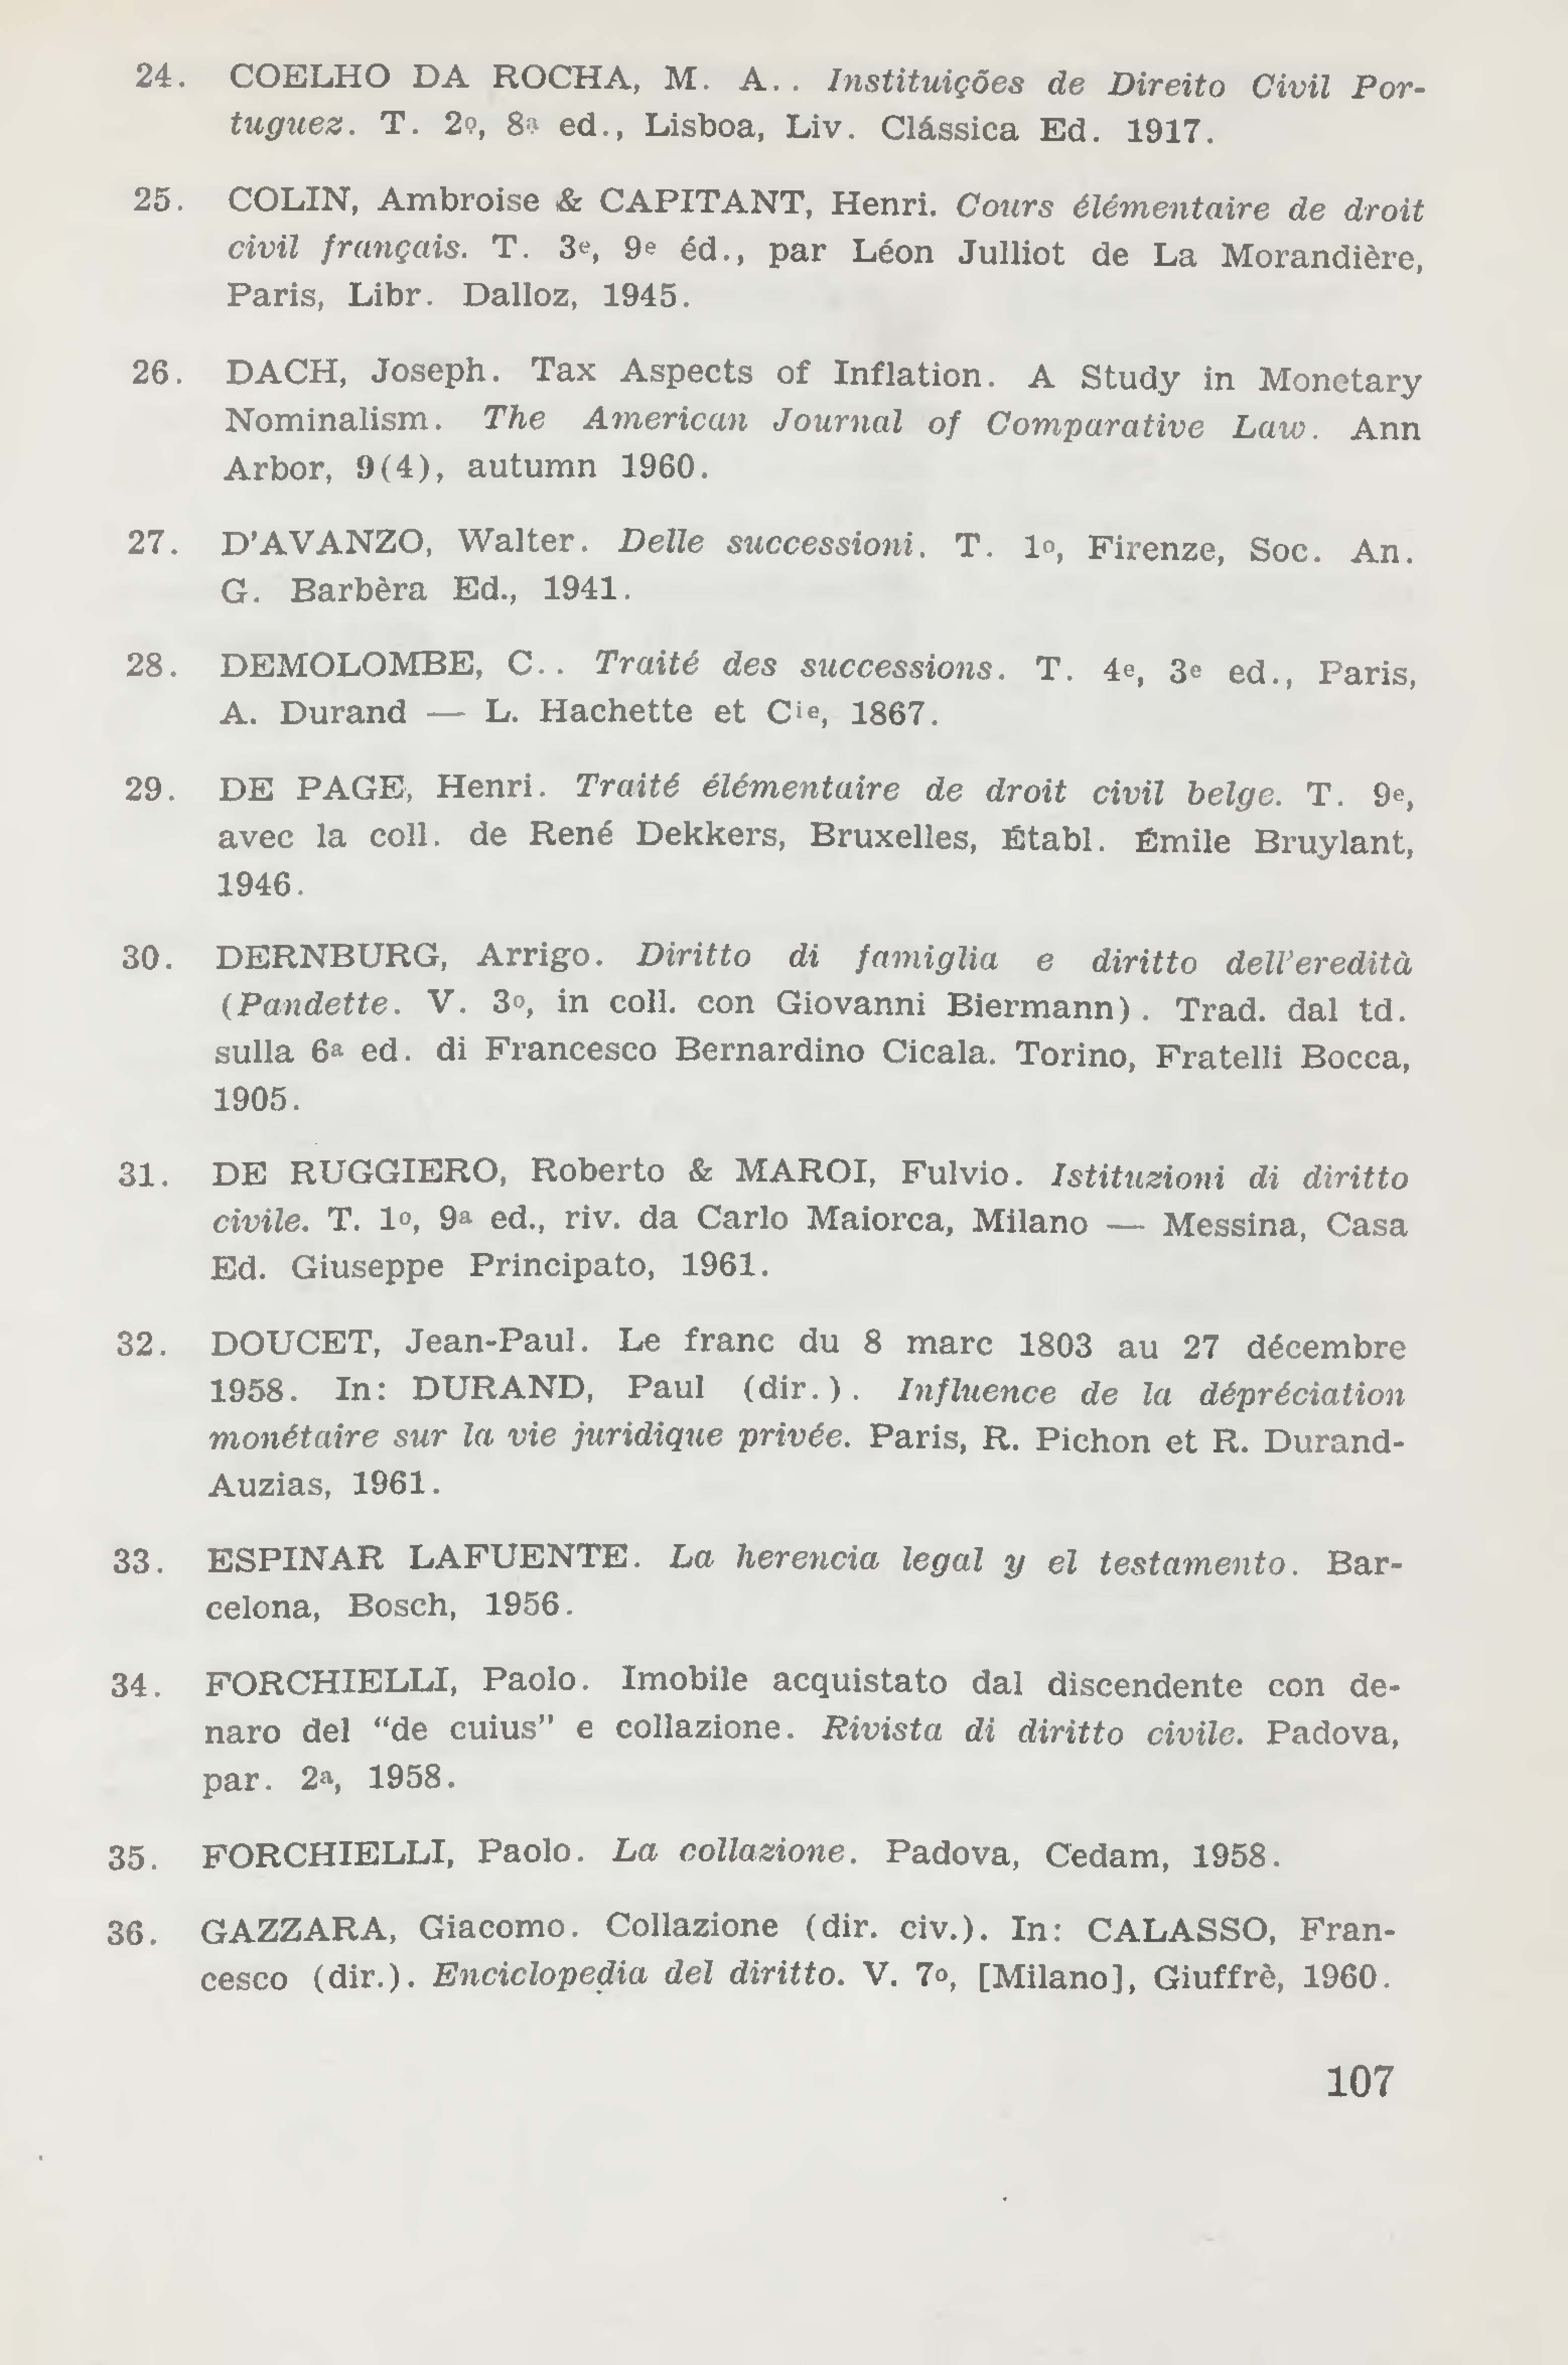 24. COELHO DA ROCHA, M. A.. Instituições de Direito Civil Por-
tuguez. T. 2º, 8ª ed., Lisboa, Liv. Clássica Ed. 1917.
25. COLIN, Ambroise & CAPITANT, Henri. Cours élémentaire de droit
civil français. T. 3e, 9e éd., par Léon Julliot de La Morandière,
Paris, Libr. Dalloz, 1945.
26. DACH, Joseph. Tax Aspects of Inflation. A Study in Monetary
Nominalism. The American Journal of Comparative Law. Ann
Arbor, 9(4), autumn 1960.
27. D'AVANZO, Walter. Delle successioni. T. 1o, Firenze, Soc. An.
G. Barbèra Ed., 1941.
28. DEMOLOMBE, C.. Traité des successions. T. 4e, 3e ed., Paris,
A. Durand — L. Hachette et Cie, 1867.
29. DE PAGE, Henri. Traité élémentaire de droit civil belge. T. 9e,
avec la coll. de René Dekkers, Bruxelles, Établ. Émile Bruylant,
1946.
30. DERNBURG, Arrigo. Diritto di famiglia e diritto dell'eredità
(Pandette. V. 3o, in coll. con Giovanni Biermann). Trad. dal td.
sulla 6a ed. di Francesco Bernardino Cicala. Torino, Fratelli Bocca,
1905.
31. DE RUGGIERO, Roberto & MAROI, Fulvio. Istituzioni di diritto
civile. T. 1o, 9a ed., riv. da Carlo Maiorca, Milano — Messina, Casa
Ed. Giuseppe Principato, 1961.
32. DOUCET, Jean-Paul. Le franc du 8 marc 1803 au 27 décembre
1958. In: DURAND, Paul (dir.). Influence de la dépréciation
monétaire sur la vie juridique privée. Paris, R. Pichon et R. Durand-
Auzias, 1961.
33. ESPINAR LAFUENTE. La herencia legal y el testamento. Bar-
celona, Bosch, 1956.
34. FORCHIELLI, Paolo. Imobile acquistato dal discendente con de-
naro del "de cuius" e collazione. Rivista di diritto civile. Padova,
par. 2a, 1958.
35. FORCHIELLI, Paolo. La collazione. Padova, Cedam, 1958.
36. GAZZARA, Giacomo. Collazione (dir. civ.). In: CALASSO, Fran-
cesco (dir.). Enciclopedia del diritto. V. 7o, [Milano], Giuffrè, 1960.
107